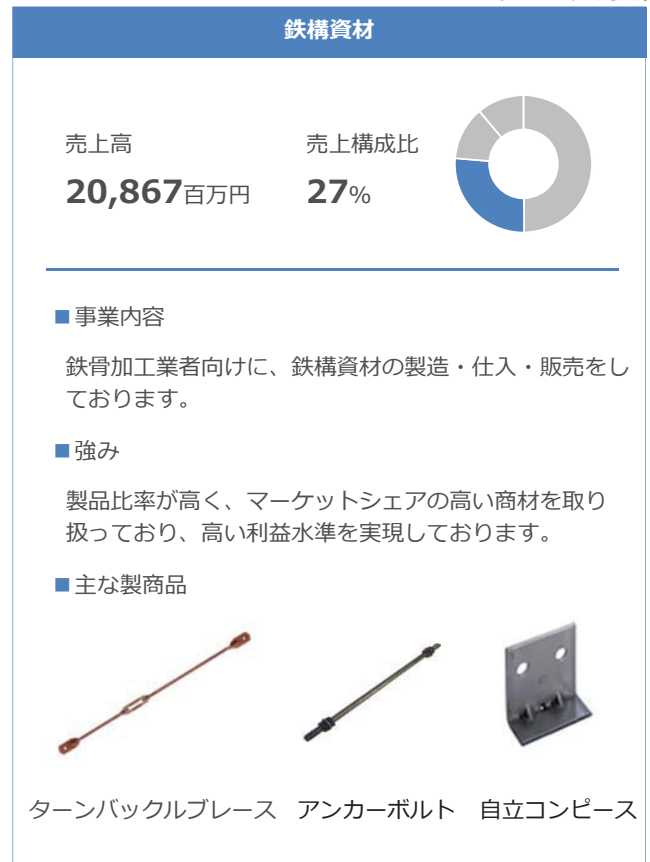 鉄構資材
売上高
売上構成比
20,867百万円
27%
■事業内容
鉄骨加工業者向けに、鉄構資材の製造・仕入・販売をし
ております。
■強み
製品比率が高く、マーケットシェアの高い商材を取り
扱っており、高い利益水準を実現しております。
■主な製商品
ターンバックルブレース
アンカーボルト
自立コンピース